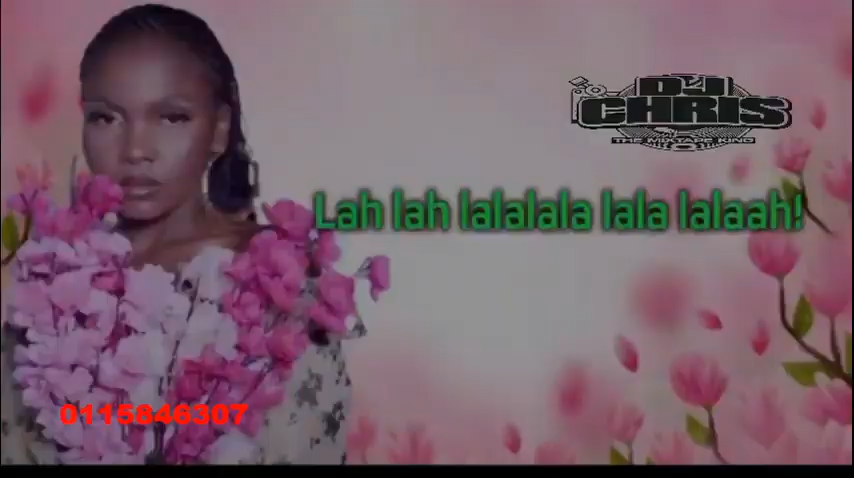 DJ
CHRIS
THE MIXTAPE KING
Lah lah lalalala lala lalaah!
0115846307